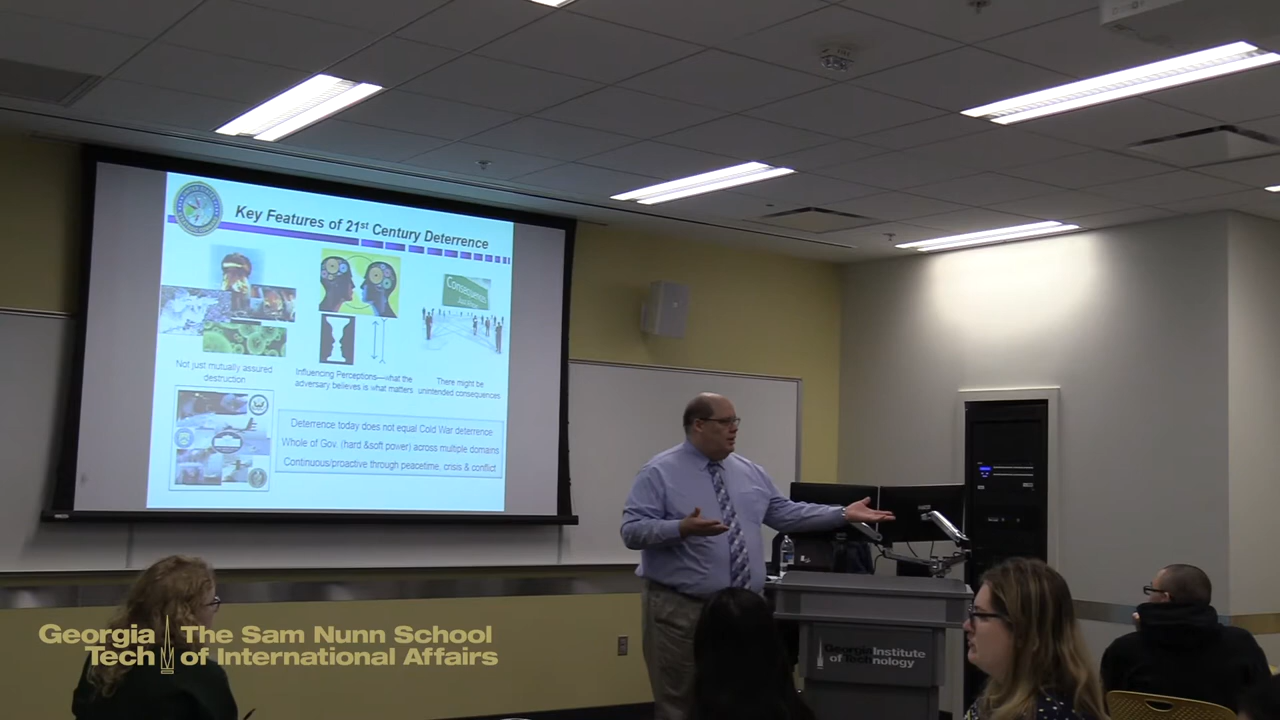 Key Features of 21st Century Deterrence
Consequences
Not just mutually assured
destruction
Influencing Perceptions—what the
adversary believes is what matters
There might be
unintended consequences
Deterrence today does not equal Cold War deterrence
Whole of Gov. (hard &soft power) across multiple domains
Continuous/proactive through peacetime, crisis & conflict
Georgia Institute
of Technology
Georgia
Tech
The Sam Nunn School
of International Affairs